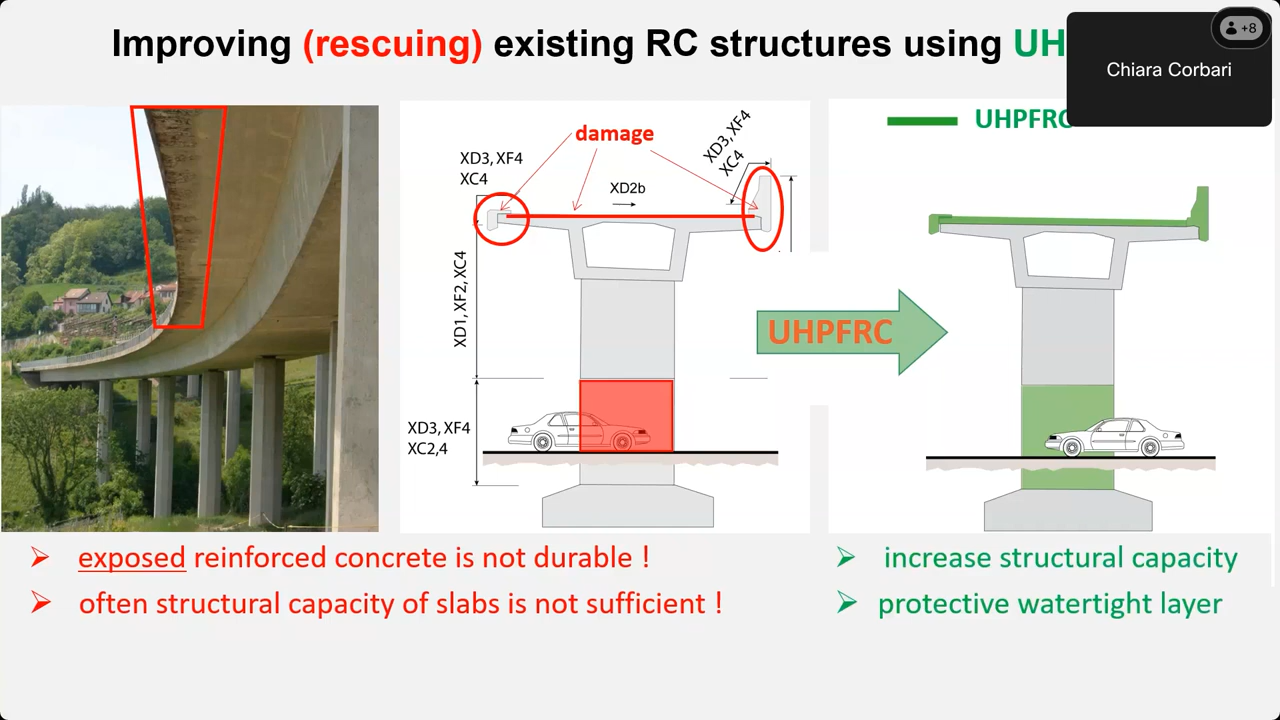 Improving (rescuing) existing RC structures using UH
+8
Chiara Corbari
damage
XD3, XF4
XC4
XD2b
XD3, XF4
XC4
XD1, XF2, XC4
XD3, XF4
XC2,4
UHPFRC
UHPFRC
exposed reinforced concrete is not durable !
often structural capacity of slabs is not sufficient !
increase structural capacity
protective watertight layer